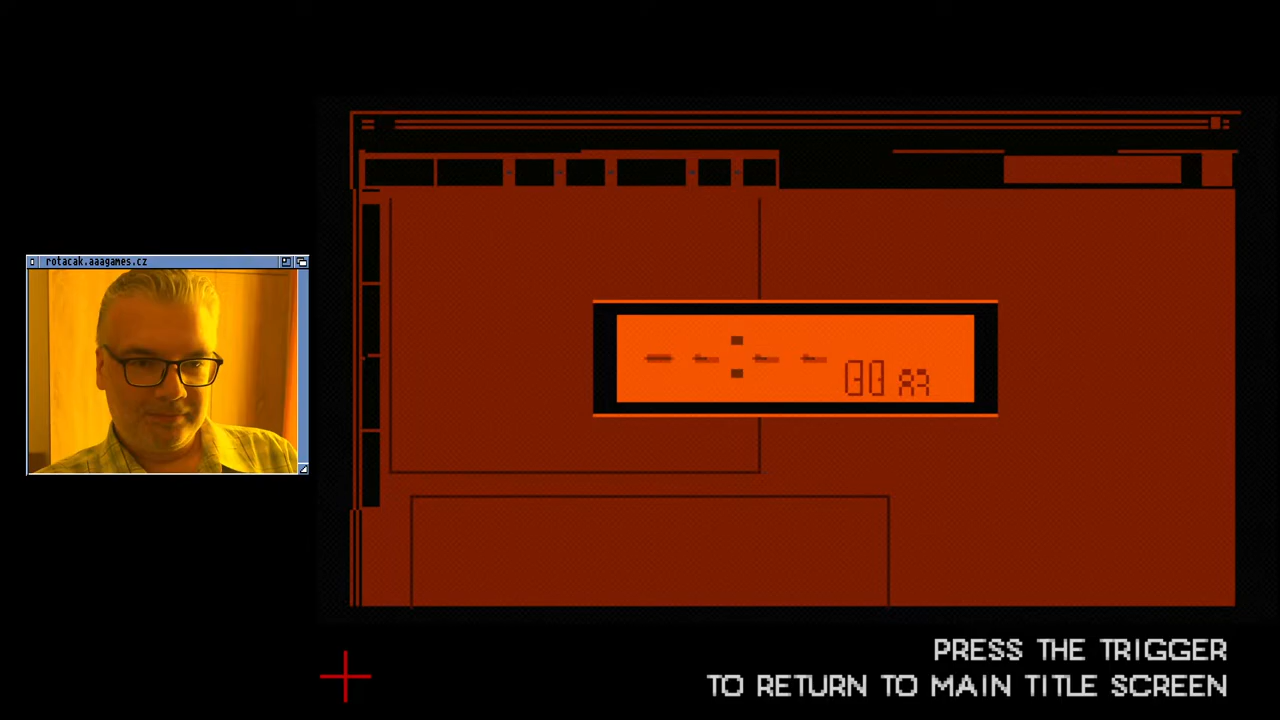 rotacak.aaagames.cz
PRESS THE TRIGGER
TO RETURN TO MAIN TITLE SCREEN